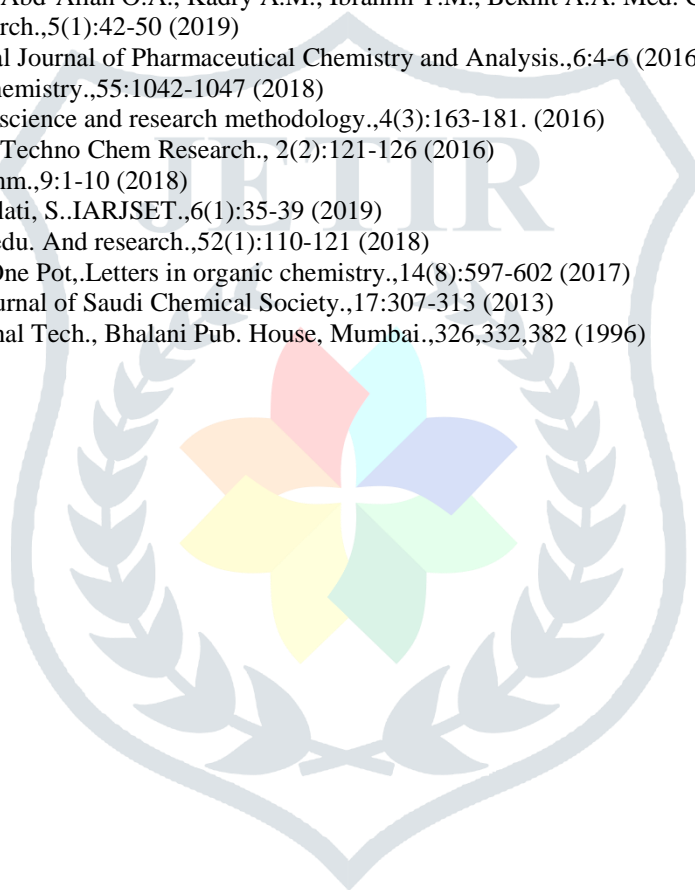 Abd-Allah O.A., Kadry A.M., Ibrahim T.M., Bekhit A.A. Med. C
rch.,5(1):42-50 (2019)
al Journal of Pharmaceutical Chemistry and Analysis.,6:4-6 (2016
hemistry.,55:1042-1047 (2018)
science and research methodology.,4(3):163-181. (2016)
Techno Chem Research., 2(2):121-126 (2016)
mm.,9:1-10 (2018)
lati, S..IARJSET.,6(1):35-39 (2019)
edu. And research.,52(1):110-121 (2018)
One Pot,.Letters in organic chemistry.,14(8):597-602 (2017)
urnal of Saudi Chemical Society.,17:307-313 (2013)
nal Tech., Bhalani Pub. House, Mumbai.,326,332,382 (1996)
JETIR